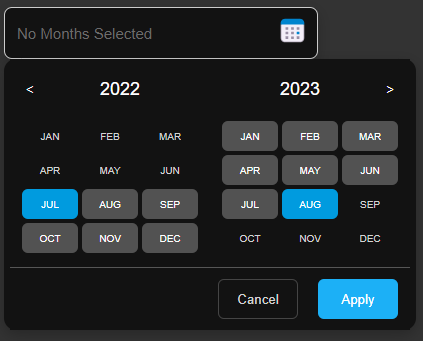 No Months Selected
< 2022 2023 >
JAN FEB MAR JAN FEB MAR
APR MAY JUN APR MAY JUN
JUL AUG SEP JUL AUG SEP
OCT NOV DEC OCT NOV DEC
Cancel Apply